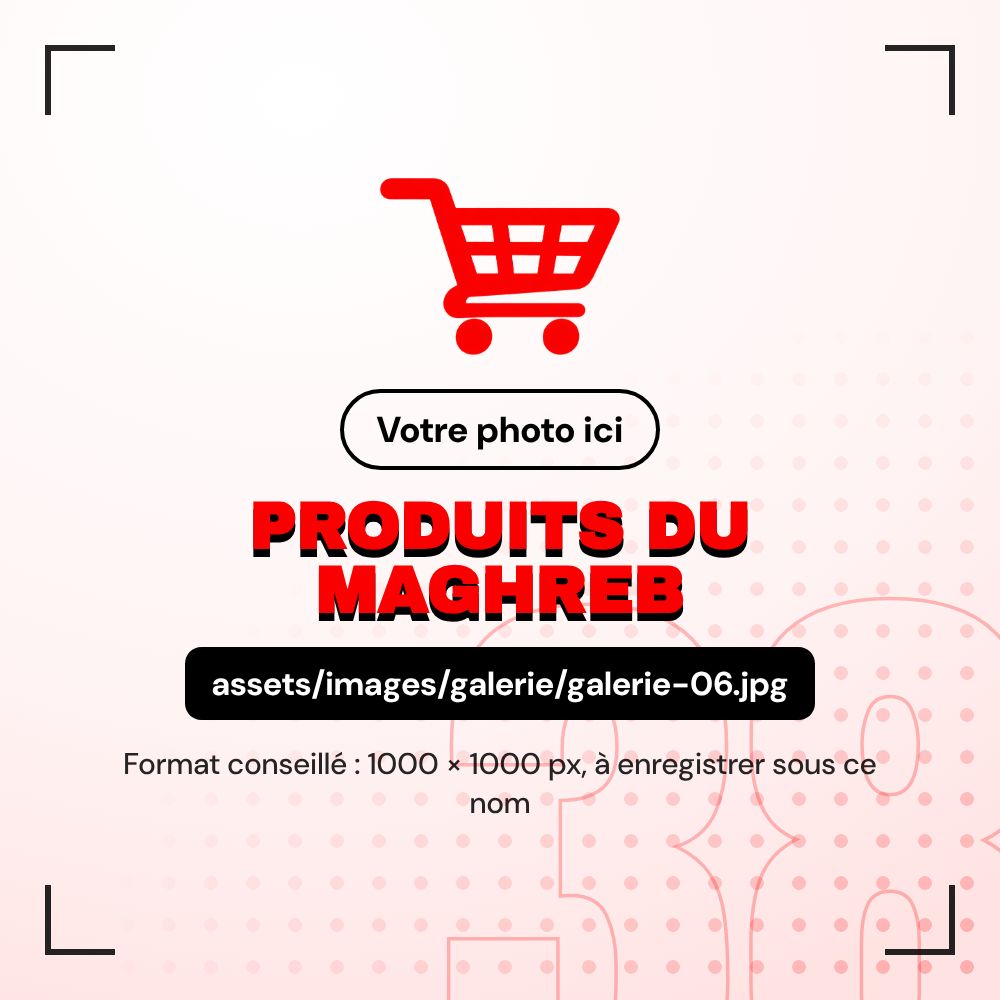 Votre photo ici
PRODUITS DU
MAGHREB
assets/images/galerie/galerie-06.jpg
Format conseillé : 1000 × 1000 px, à enregistrer sous ce
nom
38